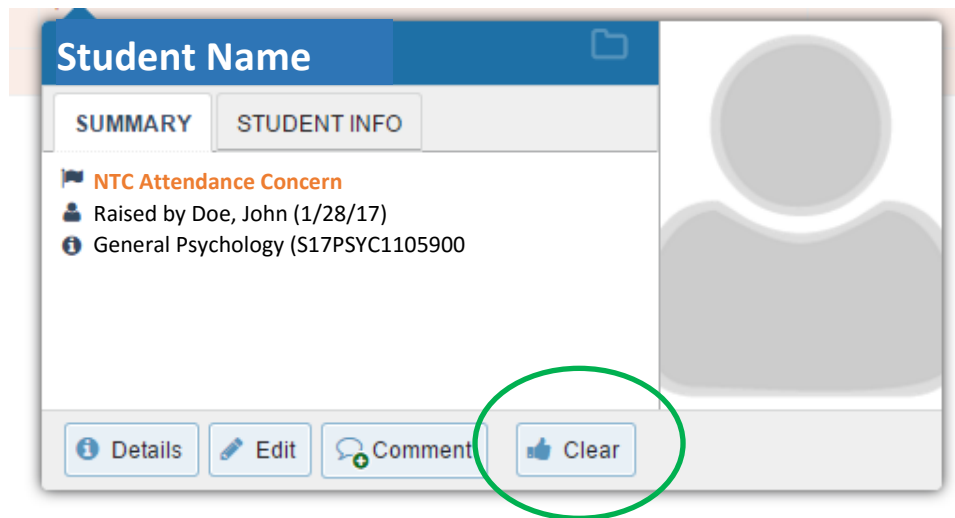 Student Name
SUMMARY STUDENT INFO
NTC Attendance Concern
Raised by Doe, John (1/28/17)
General Psychology (S17PSYC1105900
Details Edit Comment Clear